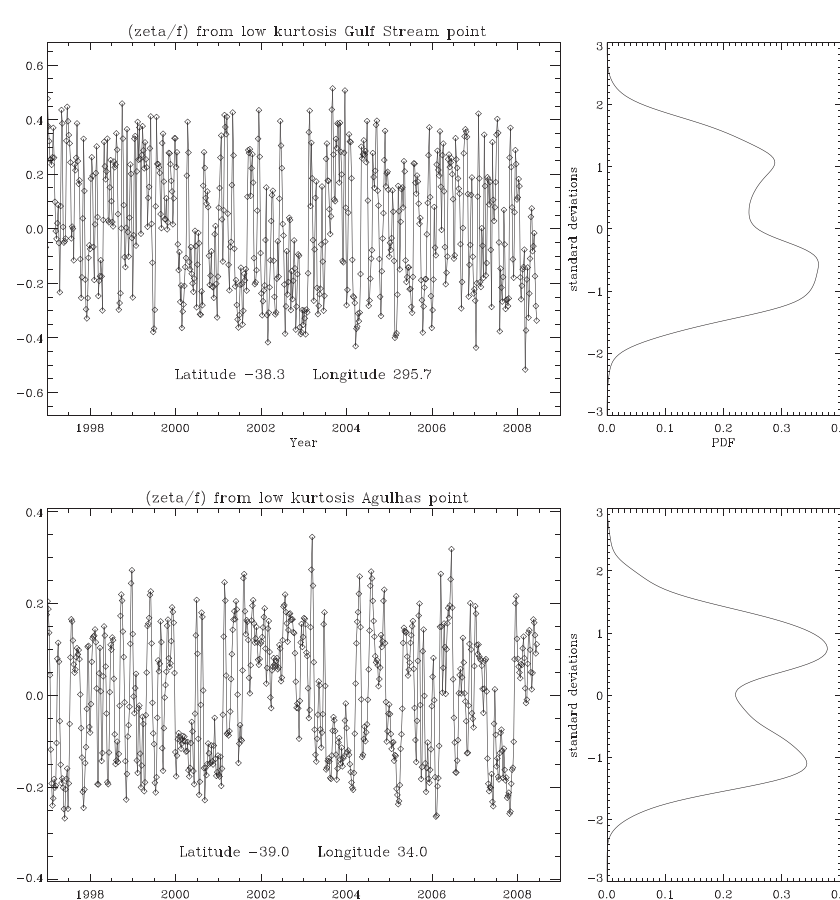 (zeta/f) from low kurtosis Gulf Stream point
0.6
0.4
0.2
0.0
−0.2
−0.4
−0.6
Latitude −38.3 Longitude 295.7
1998 2000 2002 2004 2006 2008
Year
3
2
1
0
−1
−2
−3
standard deviations
0.0 0.1 0.2 0.3
PDF
(zeta/f) from low kurtosis Agulhas point
0.4
0.2
0.0
−0.2
−0.4
Latitude −39.0 Longitude 34.0
1998 2000 2002 2004 2006 2008
3
2
1
0
−1
−2
−3
standard deviations
0.0 0.1 0.2 0.3